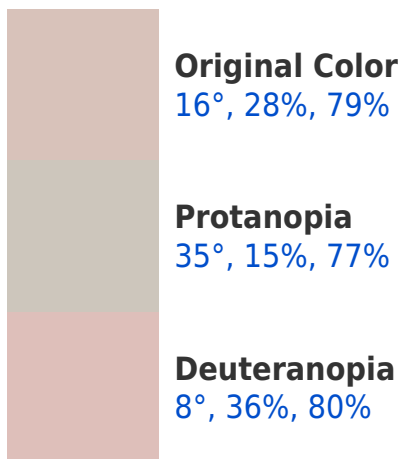 Original Color
16°, 28%, 79%
Protanopia
35°, 15%, 77%
Deuteranopia
8°, 36%, 80%